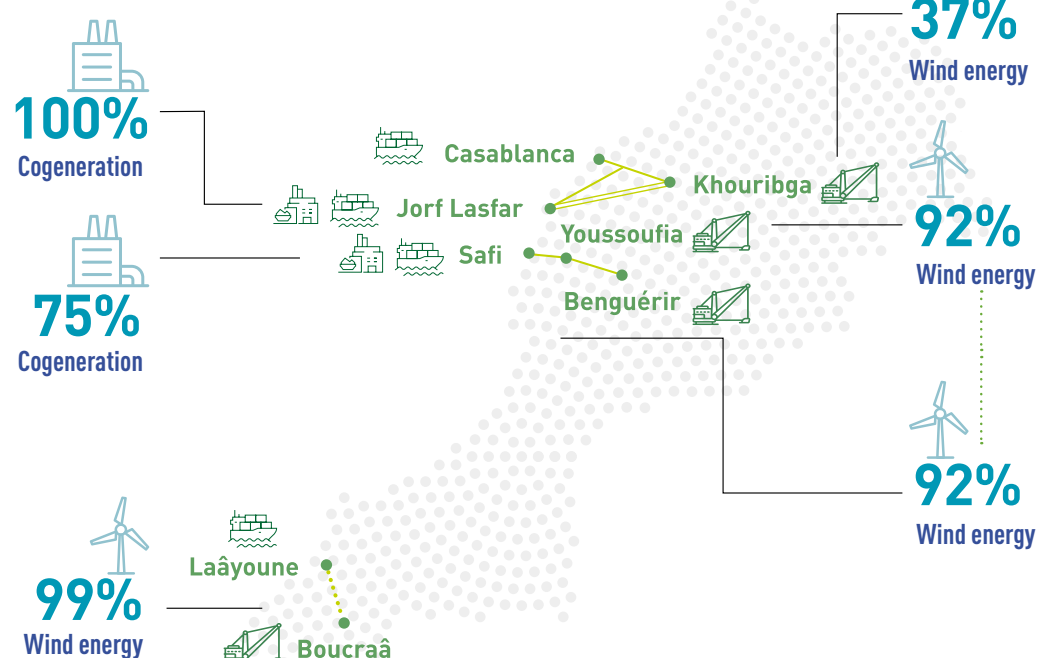 37%
Wind energy
100%
Cogeneration
Casablanca
Khouribga
Jorf Lasfar
Youssoufia
92%
Wind energy
Safi
Benguérir
75%
Cogeneration
92%
Wind energy
Laâyoune
99%
Wind energy
Boucraâ